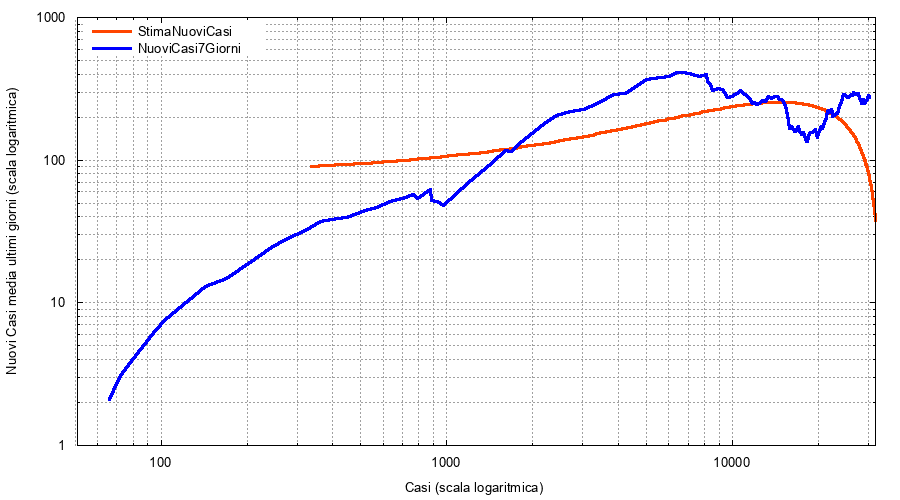 1000
StimaNuoviCasi
NuoviCasi7Giorni
100
10
1
Nuovi Casi media ultimi giorni (scala logaritmica)
100
1000
10000
Casi (scala logaritmica)